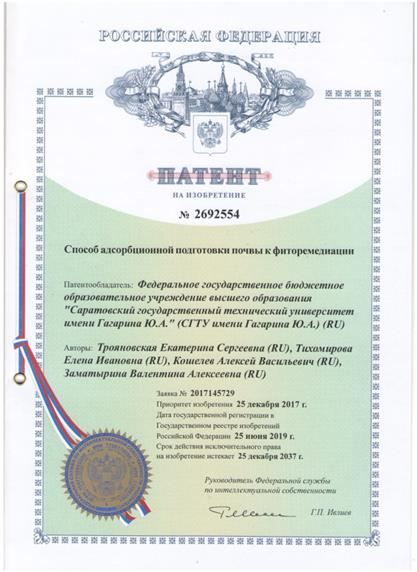 РОССИЙСКАЯ ФЕДЕРАЦИЯ
ПАТЕНТ
НА ИЗОБРЕТЕНИЕ
№ 2692554
Способ адсорбционной подготовки почвы к фиторемедиации
Патентообладатель: Федеральное государственное бюджетное
образовательное учреждение высшего образования
"Саратовский государственный технический университет
имени Гагарина Ю.А." (СГТУ имени Гагарина Ю.А.) (RU)
Авторы: Трояновская Екатерина Сергеевна (RU), Тихомирова
Елена Ивановна (RU), Кошелев Алексей Васильевич (RU),
Заматырина Валентина Алексеевна (RU)
Заявка № 2017145729
Приоритет изобретения 25 декабря 2017 г.
Дата государственной регистрации в
Государственном реестре изобретений
Российской Федерации 25 июня 2019 г.
Срок действия исключительного права
на изобретение истекает 25 декабря 2037 г.
Руководитель Федеральной службы
по интеллектуальной собственности
Г.П. Ивлиев